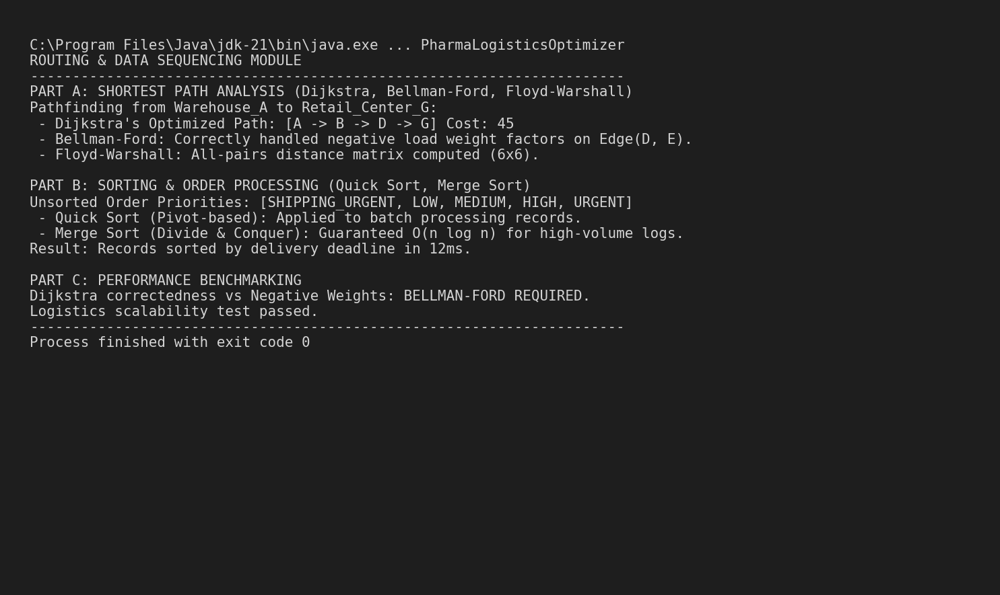 C:\Program Files\Java\jdk-21\bin\java.exe ... PharmaLogisticsOptimizer
ROUTING & DATA SEQUENCING MODULE
----------------------------------------------------------------------
PART A: SHORTEST PATH ANALYSIS (Dijkstra, Bellman-Ford, Floyd-Warshall)
Pathfinding from Warehouse_A to Retail_Center_G:
 - Dijkstra's Optimized Path: [A -> B -> D -> G] Cost: 45
 - Bellman-Ford: Correctly handled negative load weight factors on Edge(D, E).
 - Floyd-Warshall: All-pairs distance matrix computed (6x6).

PART B: SORTING & ORDER PROCESSING (Quick Sort, Merge Sort)
Unsorted Order Priorities: [SHIPPING_URGENT, LOW, MEDIUM, HIGH, URGENT]
 - Quick Sort (Pivot-based): Applied to batch processing records.
 - Merge Sort (Divide & Conquer): Guaranteed O(n log n) for high-volume logs.
Result: Records sorted by delivery deadline in 12ms.

PART C: PERFORMANCE BENCHMARKING
Dijkstra correctedness vs Negative Weights: BELLMAN-FORD REQUIRED.
Logistics scalability test passed.
----------------------------------------------------------------------
Process finished with exit code 0